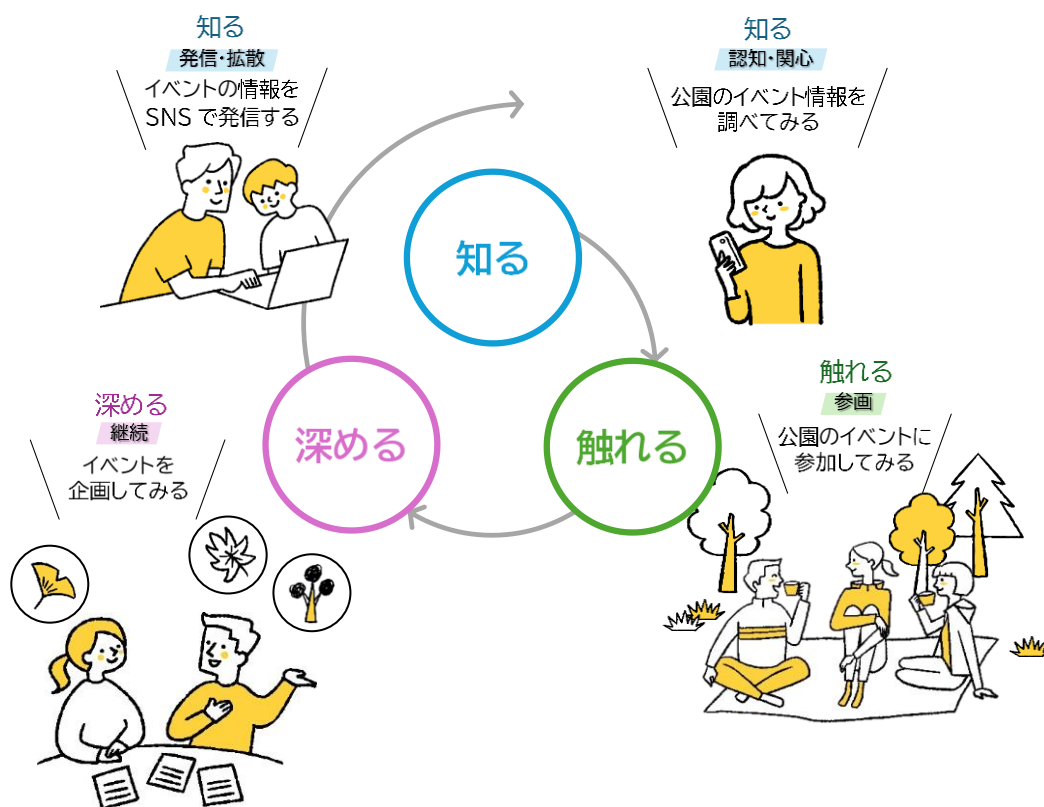 知る
発信・拡散
イベントの情報を
SNSで発信する
知る
認知・関心
公園のイベント情報を
調べてみる
知る
触れる
深める
触れる
参画
公園のイベントに
参加してみる
深める
継続
イベントを
企画してみる